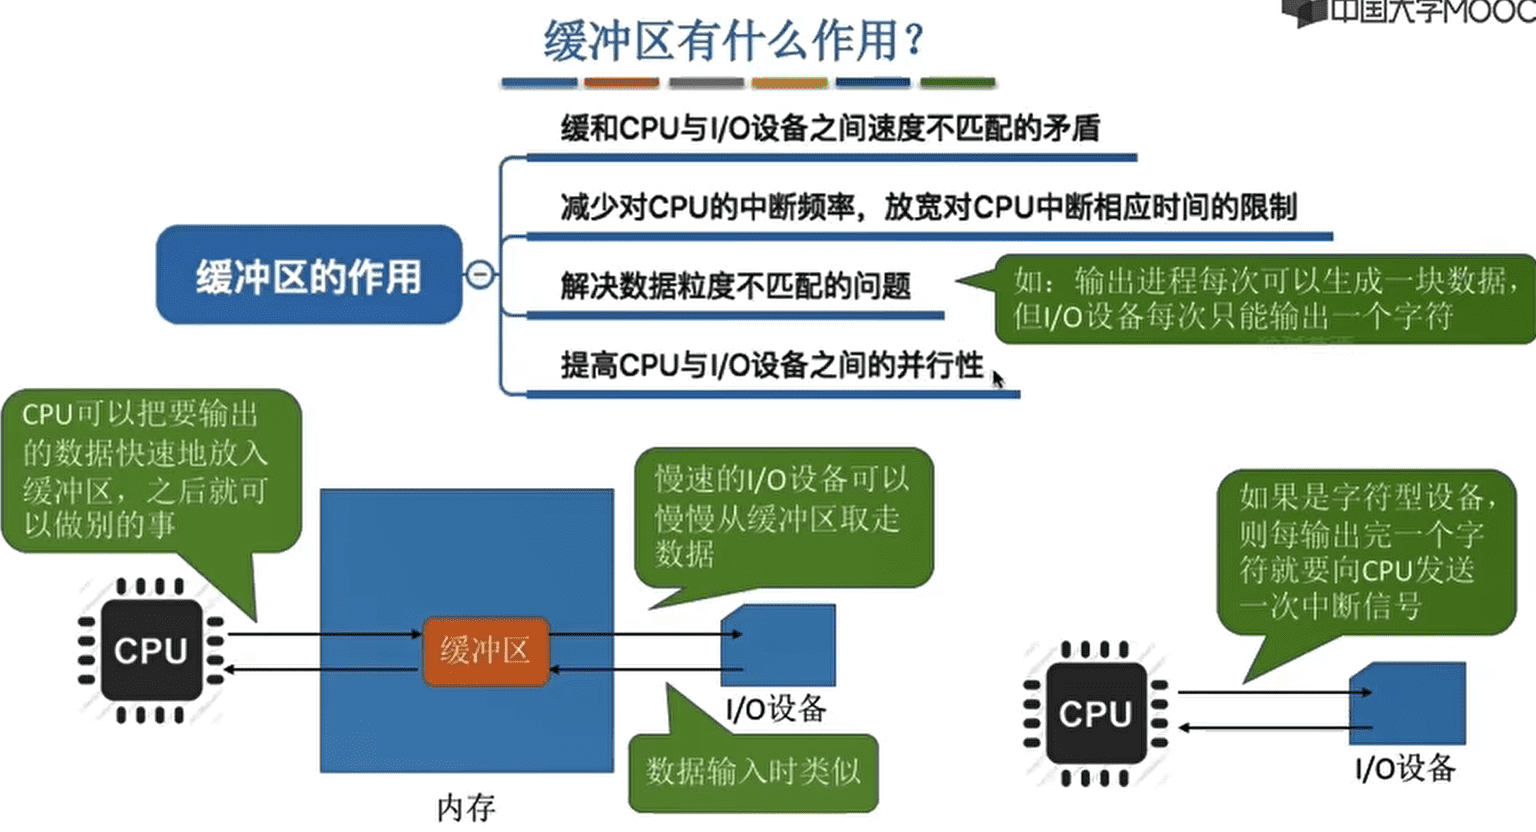 中国大学MOOC
缓冲区有什么作用？
缓和CPU与I/O设备之间速度不匹配的矛盾
减少对CPU的中断频率，放宽对CPU中断相应时间的限制
缓冲区的作用
解决数据粒度不匹配的问题
如：输出进程每次可以生成一块数据，
但I/O设备每次只能输出一个字符
提高CPU与I/O设备之间的并行性
CPU可以把要输出
的数据快速地放入
缓冲区，之后就可
以做别的事
慢速的I/O设备可以
慢慢从缓冲区取走
数据
如果是字符型设备，
则每输出完一个字
符就要向CPU发送
一次中断信号
CPU
缓冲区
I/O设备
数据输入时类似
内存
CPU
I/O设备